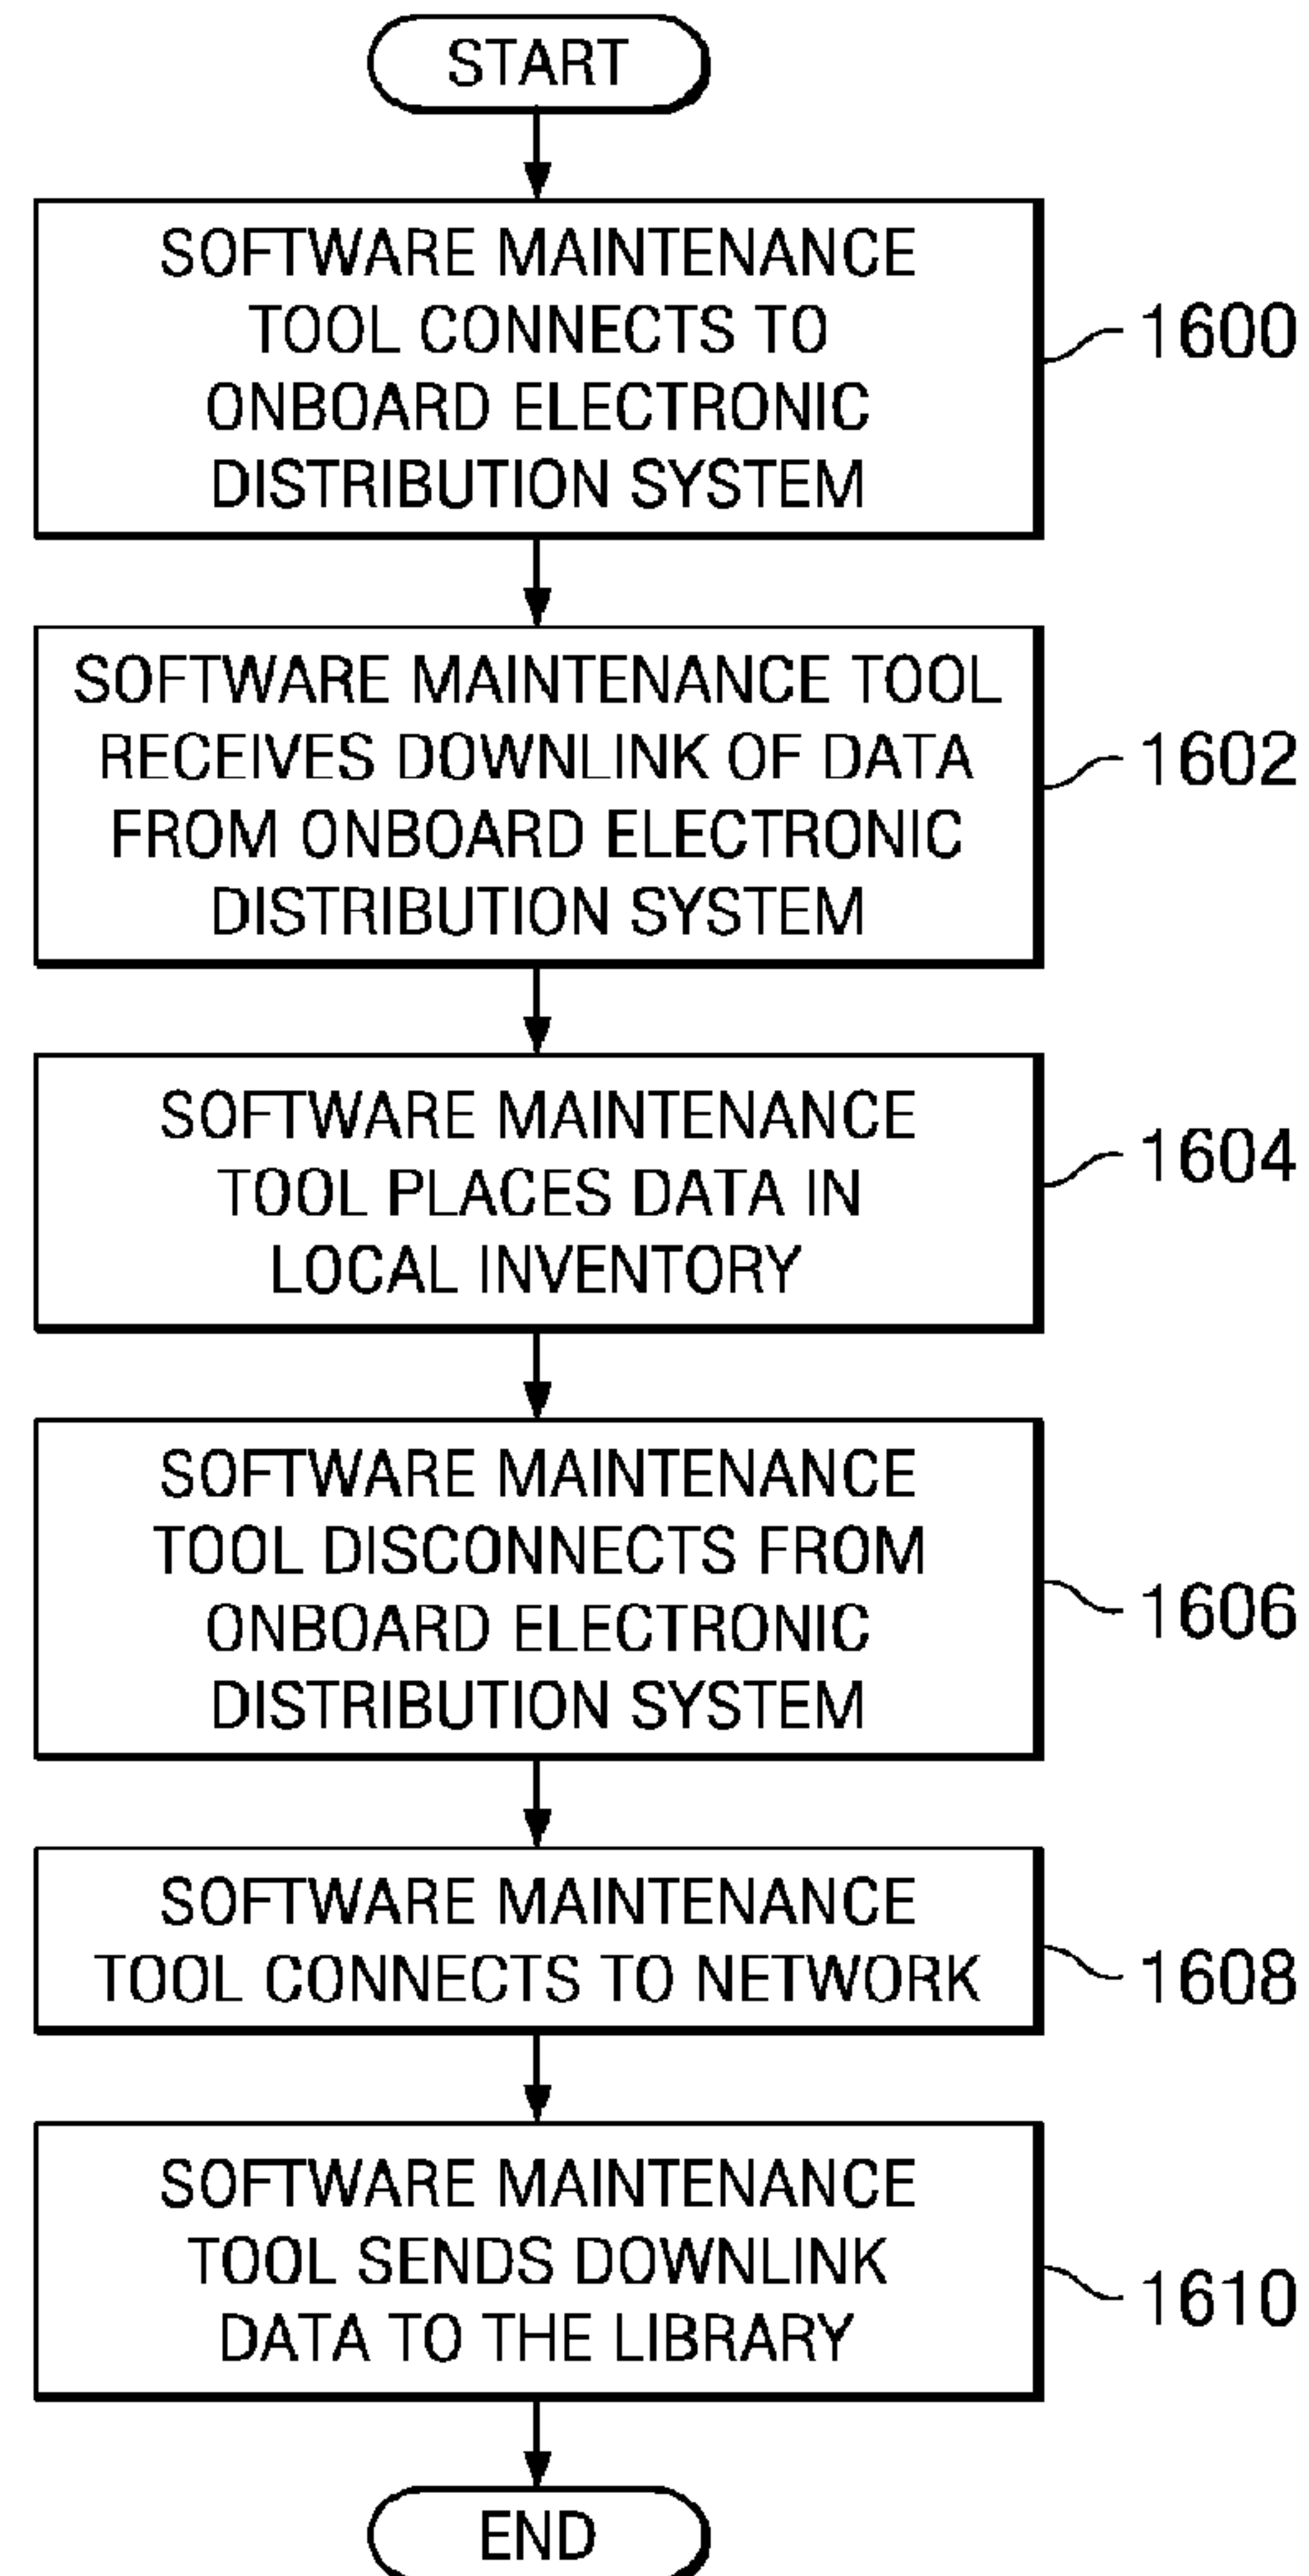 START
SOFTWARE MAINTENANCE
TOOL CONNECTS TO
ONBOARD ELECTRONIC
DISTRIBUTION SYSTEM
1600
SOFTWARE MAINTENANCE TOOL
RECEIVES DOWNLINK OF DATA
FROM ONBOARD ELECTRONIC
DISTRIBUTION SYSTEM
1602
SOFTWARE MAINTENANCE
TOOL PLACES DATA IN
LOCAL INVENTORY
1604
SOFTWARE MAINTENANCE
TOOL DISCONNECTS FROM
ONBOARD ELECTRONIC
DISTRIBUTION SYSTEM
1606
SOFTWARE MAINTENANCE
TOOL CONNECTS TO NETWORK
1608
SOFTWARE MAINTENANCE
TOOL SENDS DOWNLINK
DATA TO THE LIBRARY
1610
END